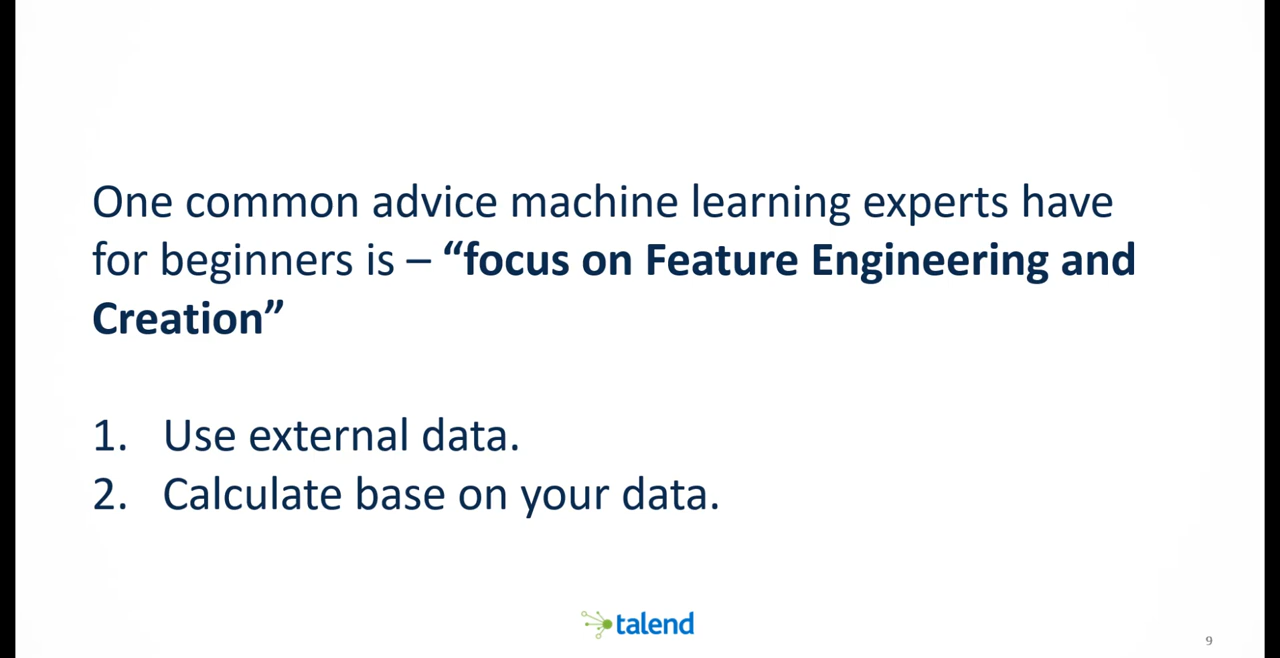 One common advice machine learning experts have
for beginners is – “focus on Feature Engineering and
Creation”
1. Use external data.
2. Calculate base on your data.
talend
9